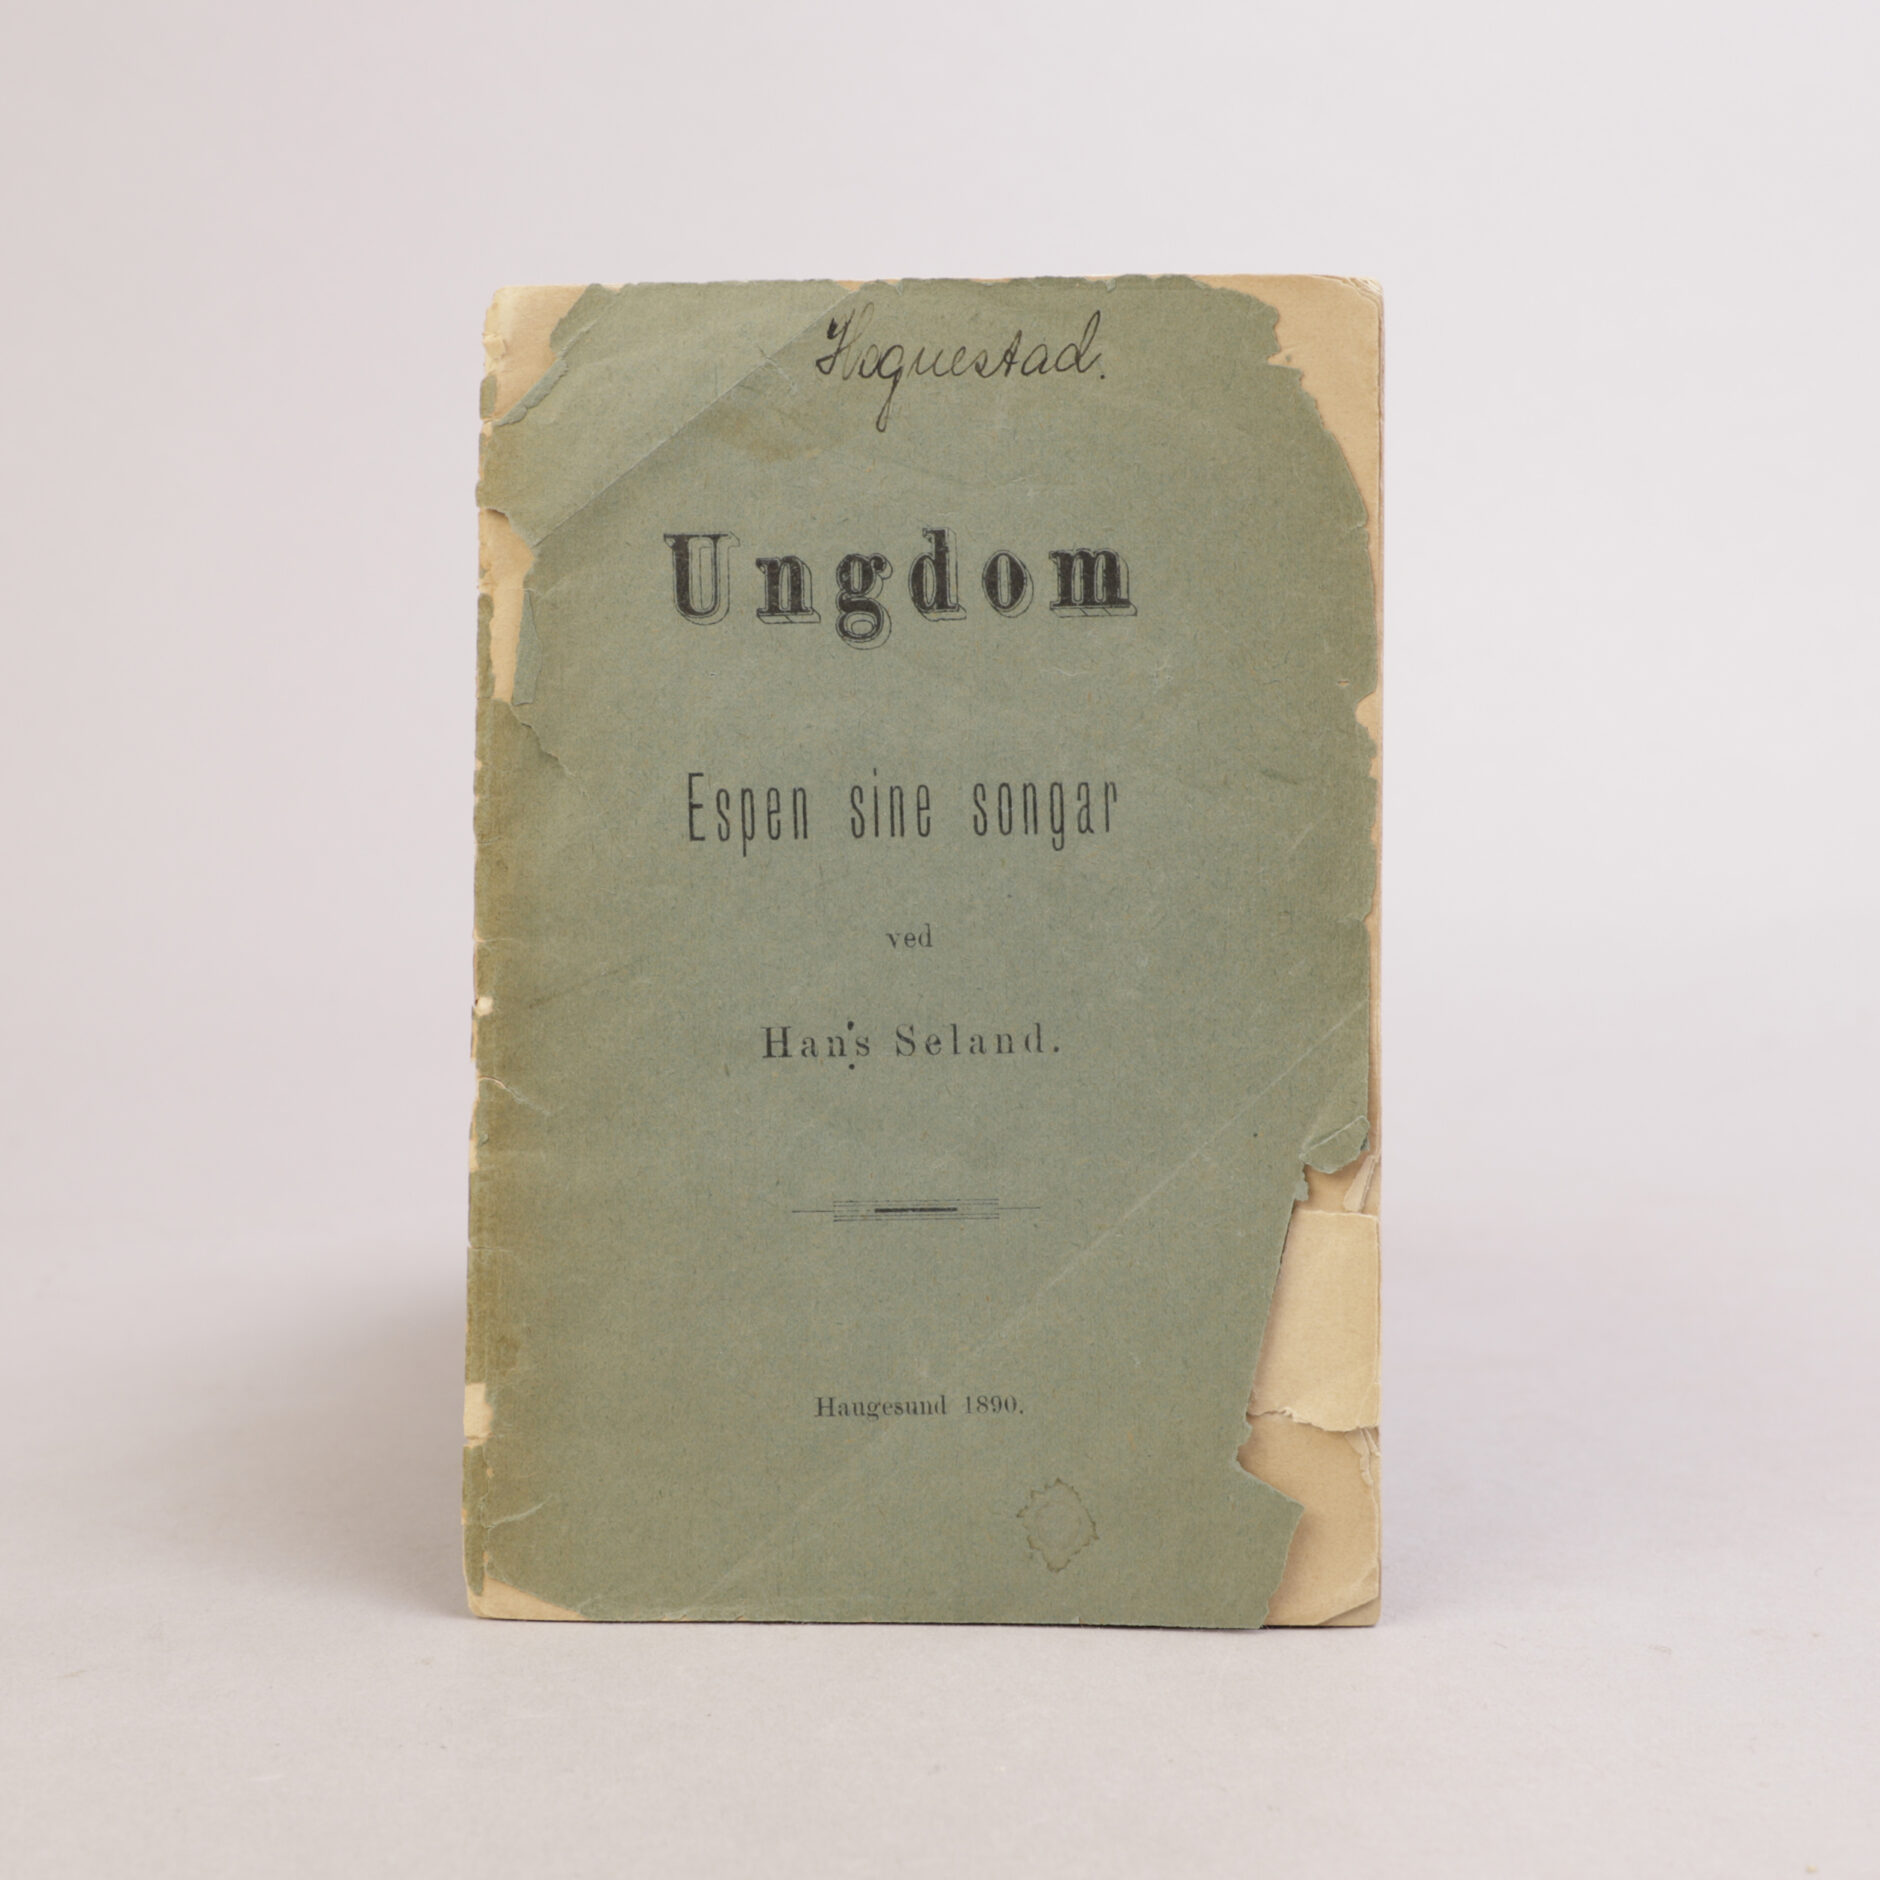 Hognestad.
Ungdom
Espen sine songar
ved
Hans Seland.
Haugesund 1890.